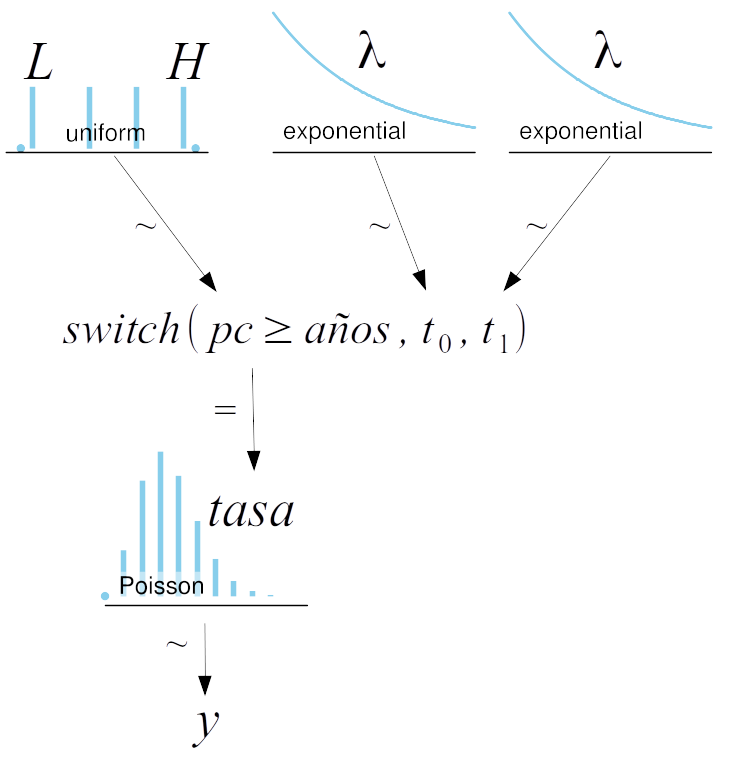 L H λ λ
uniform exponential exponential
~ ~ ~
switch( pc ≥ años , t₀ , t₁ )
=
tasa
Poisson
~
y